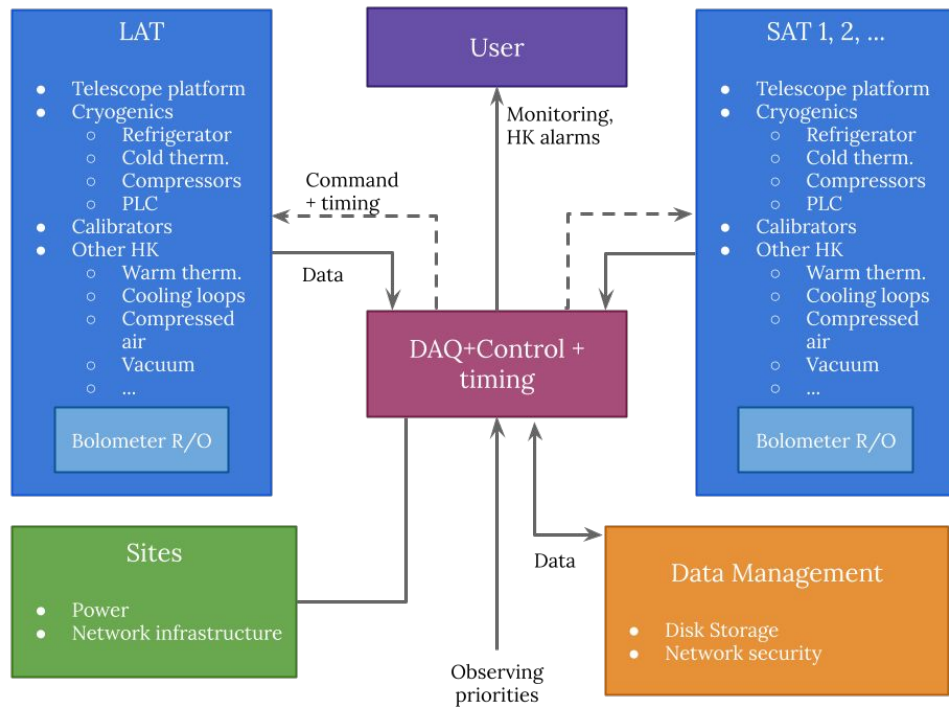 LAT
Telescope platform
Cryogenics
Refrigerator
Cold therm.
Compressors
PLC
Calibrators
Other HK
Warm therm.
Cooling loops
Compressed
air
Vacuum
...
Bolometer R/O
User
Monitoring,
HK alarms
Command
+ timing
Data
DAQ+Control +
timing
SAT 1, 2, ...
Telescope platform
Cryogenics
Refrigerator
Cold therm.
Compressors
PLC
Calibrators
Other HK
Warm therm.
Cooling loops
Compressed
air
Vacuum
...
Bolometer R/O
Sites
Power
Network infrastructure
Observing
priorities
Data
Data Management
Disk Storage
Network security